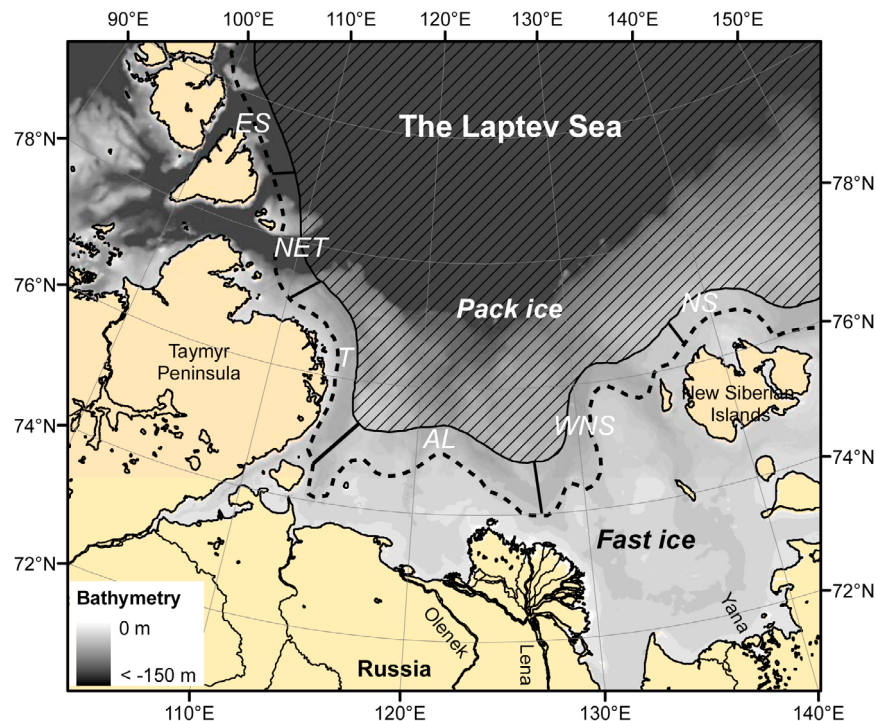 90°E 100°E 110°E 120°E 130°E 140°E 150°E
ES
The Laptev Sea
78°N
78°N
NET
76°N
Pack ice
NS
76°N
Taymyr
Peninsula
T
New Siberian
Islands
74°N
AL
WNS
74°N
Fast ice
72°N
72°N
Bathymetry
0 m
< -150 m
Olenek
Lena
Yana
Russia
110°E 120°E 130°E 140°E